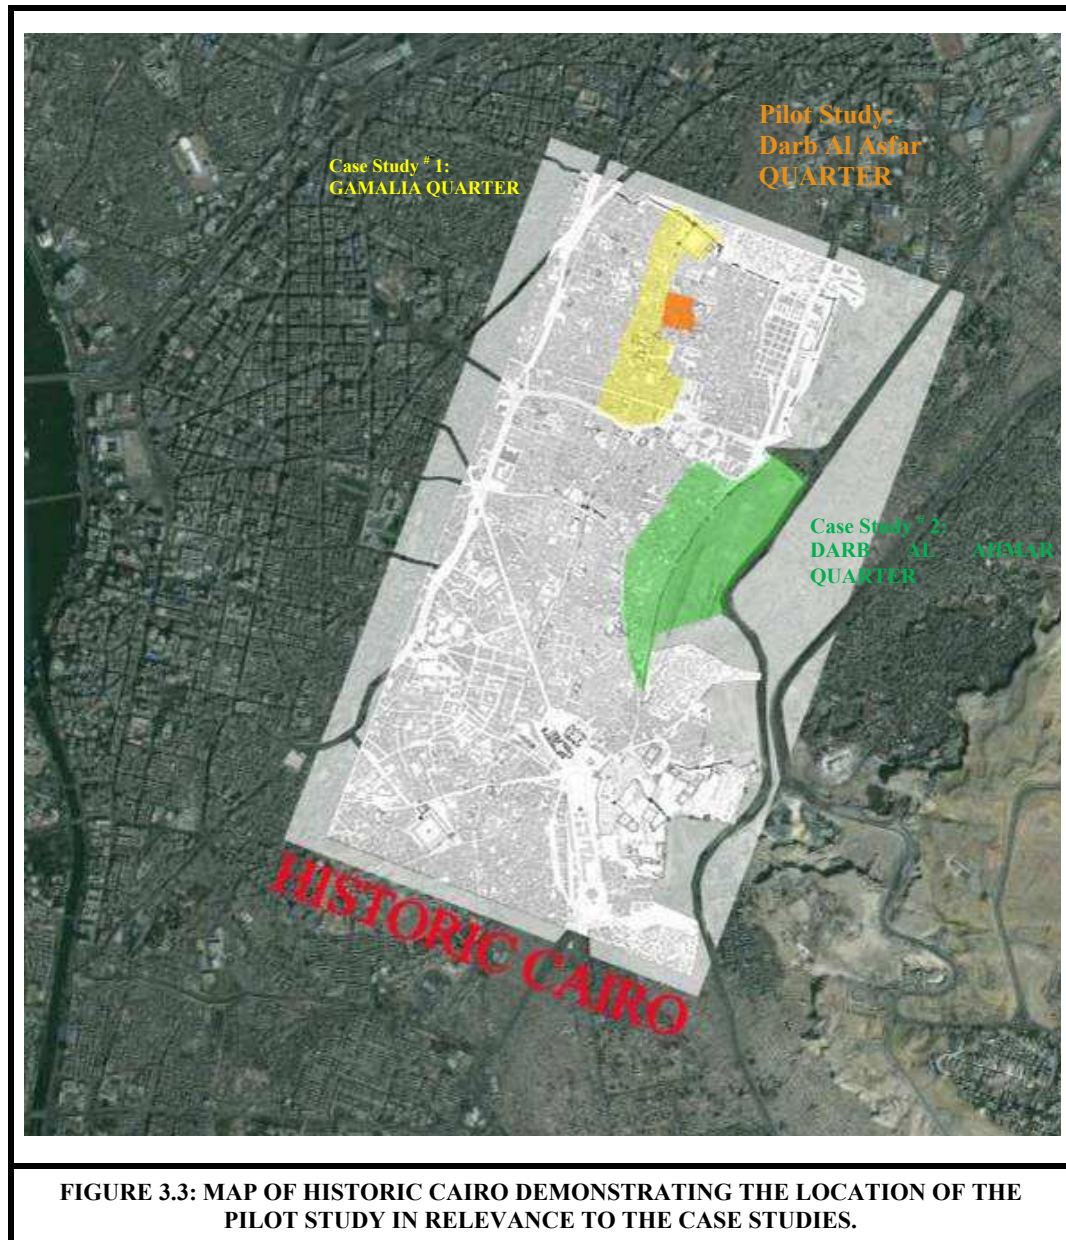 Pilot Study:
Darb Al Asfar
QUARTER
Case Study # 1:
GAMALIA QUARTER
Case Study # 2:
DARB AL AHMAR
QUARTER
HISTORIC CAIRO
FIGURE 3.3: MAP OF HISTORIC CAIRO DEMONSTRATING THE LOCATION OF THE
PILOT STUDY IN RELEVANCE TO THE CASE STUDIES.